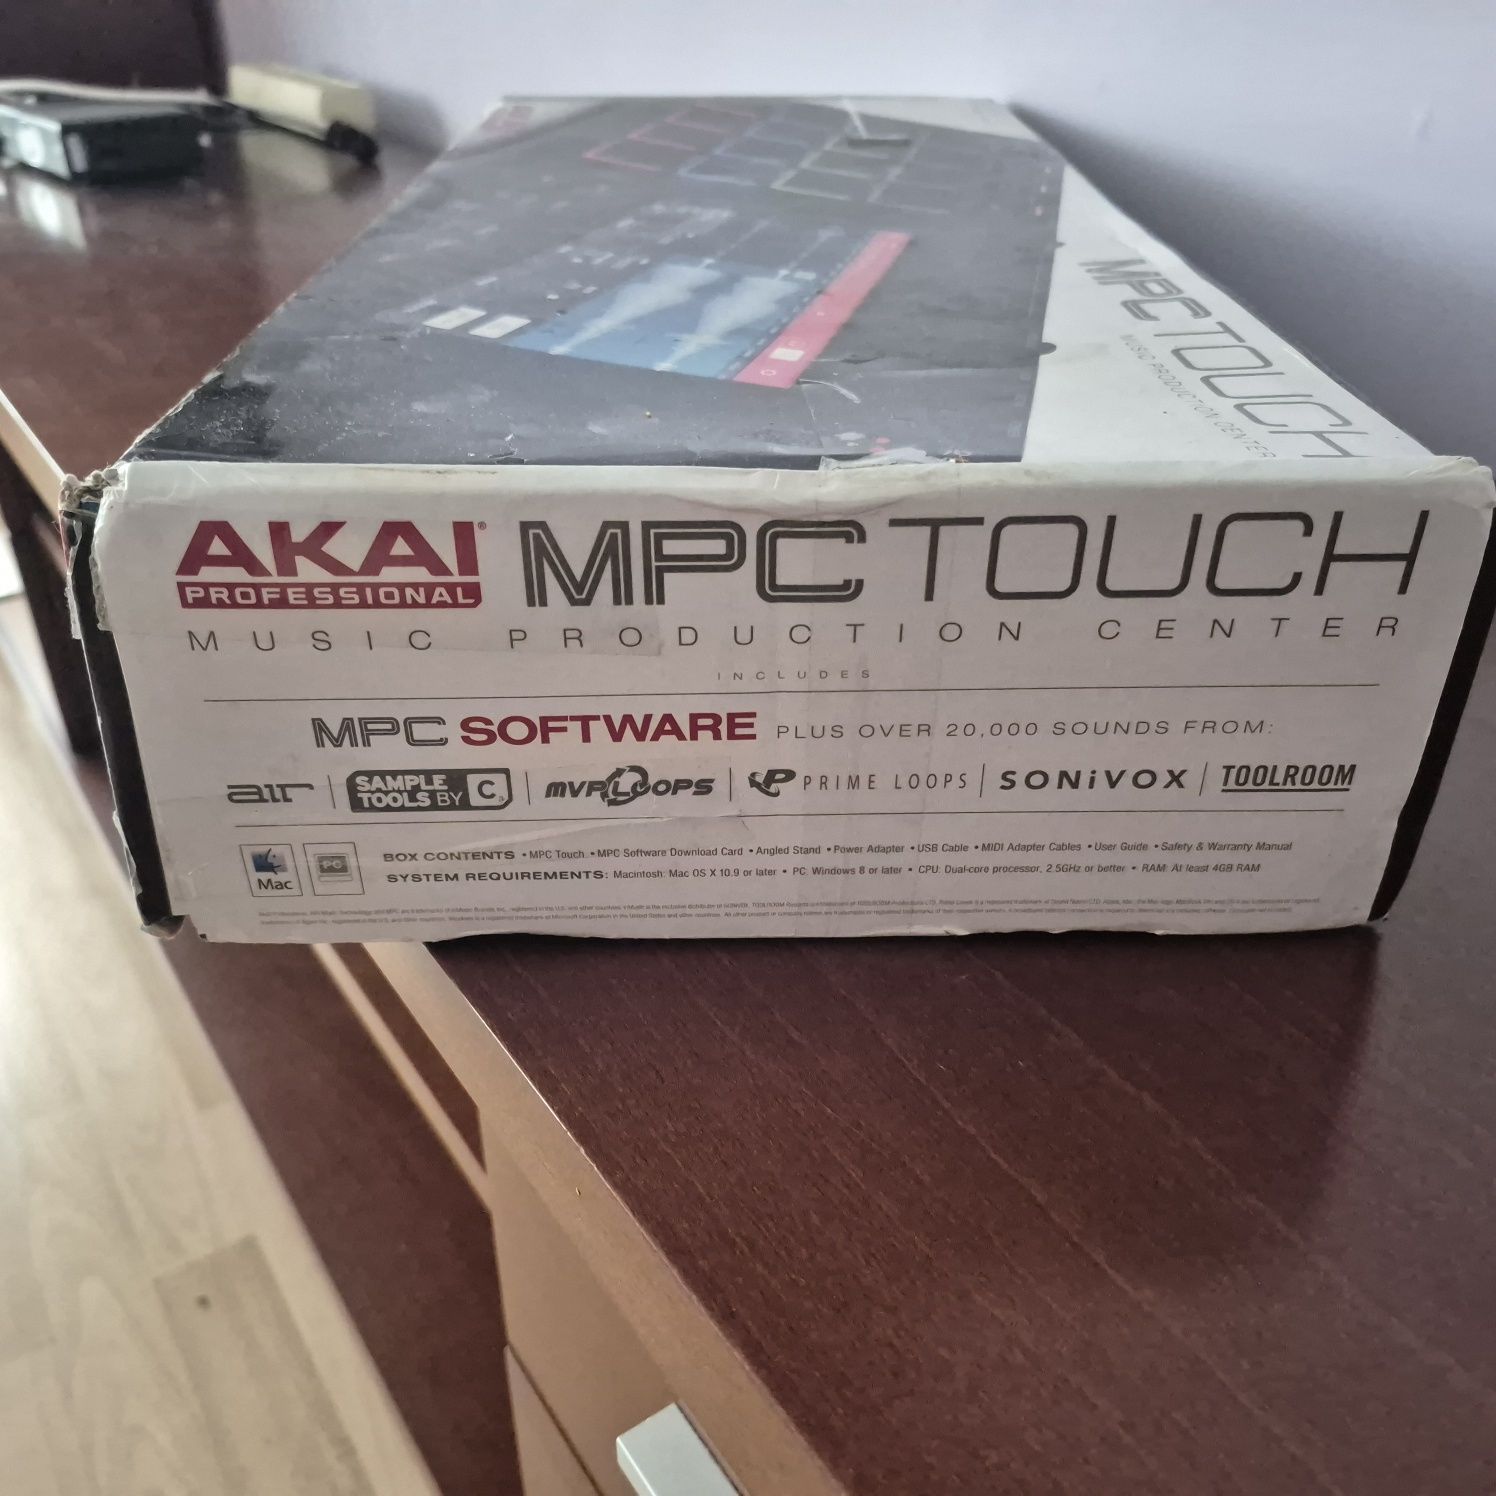 MPC TOUCH
MUSIC PRODUCTION CENTER
AKAI® MPC TOUCH
PROFESSIONAL
MUSIC PRODUCTION CENTER
INCLUDES
MPC SOFTWARE PLUS OVER 20,000 SOUNDS FROM:
air | SAMPLE TOOLS BY Cr | MVP LOOPS | PRIME LOOPS | SONiVOX | TOOLROOM
Mac
PC
BOX CONTENTS • MPC Touch • MPC Software Download Card • Angled Stand • Power Adapter • USB Cable • MIDI Adapter Cables • User Guide • Safety & Warranty Manual
SYSTEM REQUIREMENTS: Macintosh: Mac OS X 10.9 or later • PC: Windows 8 or later • CPU: Dual-core processor, 2.5GHz or better • RAM: At least 4GB RAM